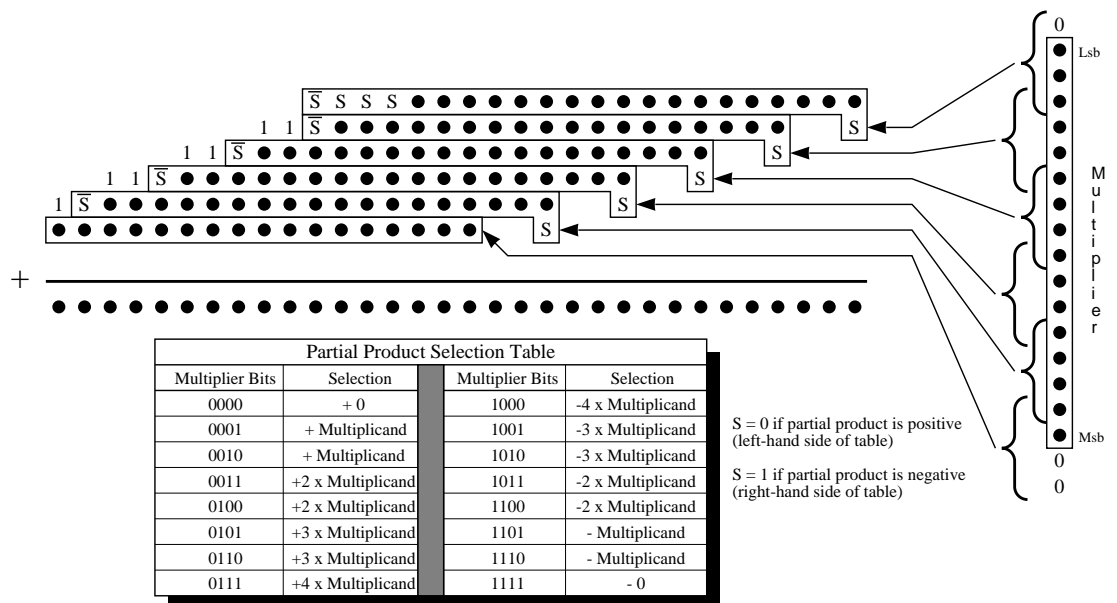 0
Lsb
S̅ S S S
1 1 S̅ S
1 1 S̅ S
1 1 S̅ S
1 S̅ S
S
+
Multiplier
Msb
0
0
Partial Product Selection Table
Multiplier Bits Selection Multiplier Bits Selection
0000 + 0 1000 -4 x Multiplicand
0001 + Multiplicand 1001 -3 x Multiplicand
0010 + Multiplicand 1010 -3 x Multiplicand
0011 +2 x Multiplicand 1011 -2 x Multiplicand
0100 +2 x Multiplicand 1100 -2 x Multiplicand
0101 +3 x Multiplicand 1101 - Multiplicand
0110 +3 x Multiplicand 1110 - Multiplicand
0111 +4 x Multiplicand 1111 - 0
S = 0 if partial product is positive
(left-hand side of table)
S = 1 if partial product is negative
(right-hand side of table)